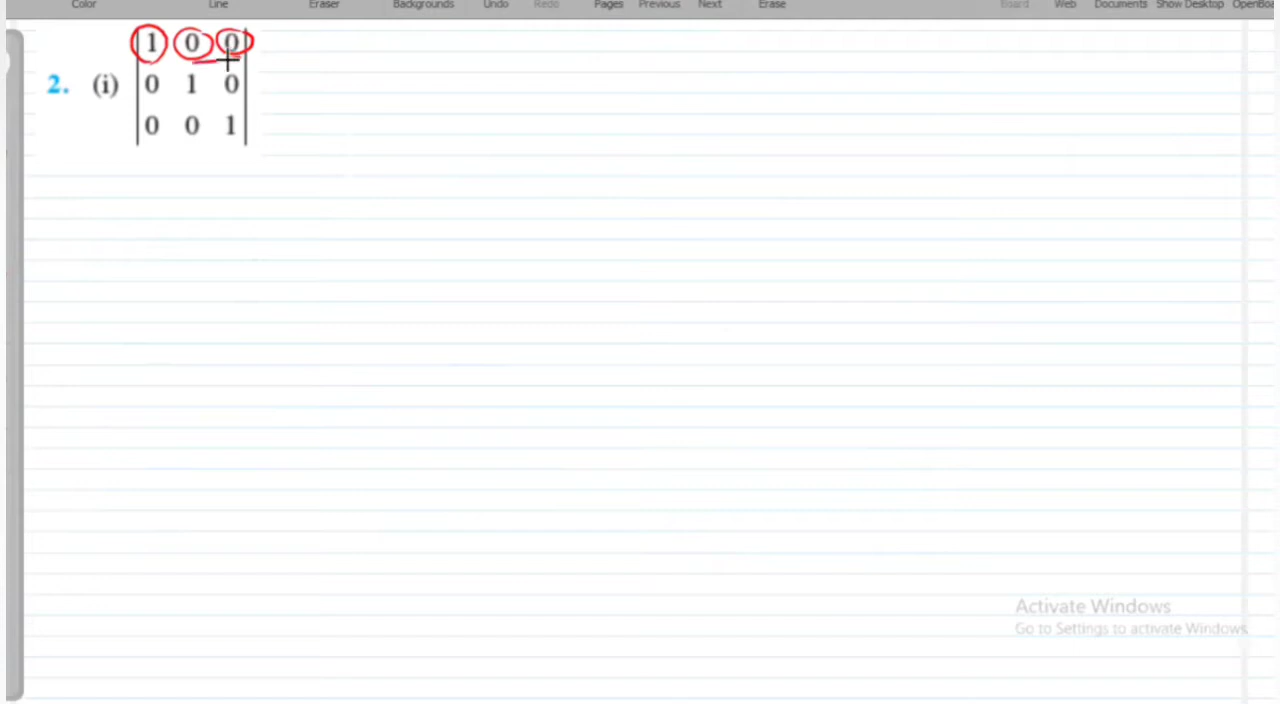 Color Line Eraser Backgrounds Undo Redo Pages Previous Next Erase Board Web Documents Show Desktop
1 0 0
2. (i) 0 1 0
0 0 1
Activate Windows
Go to Settings to activate Windows.